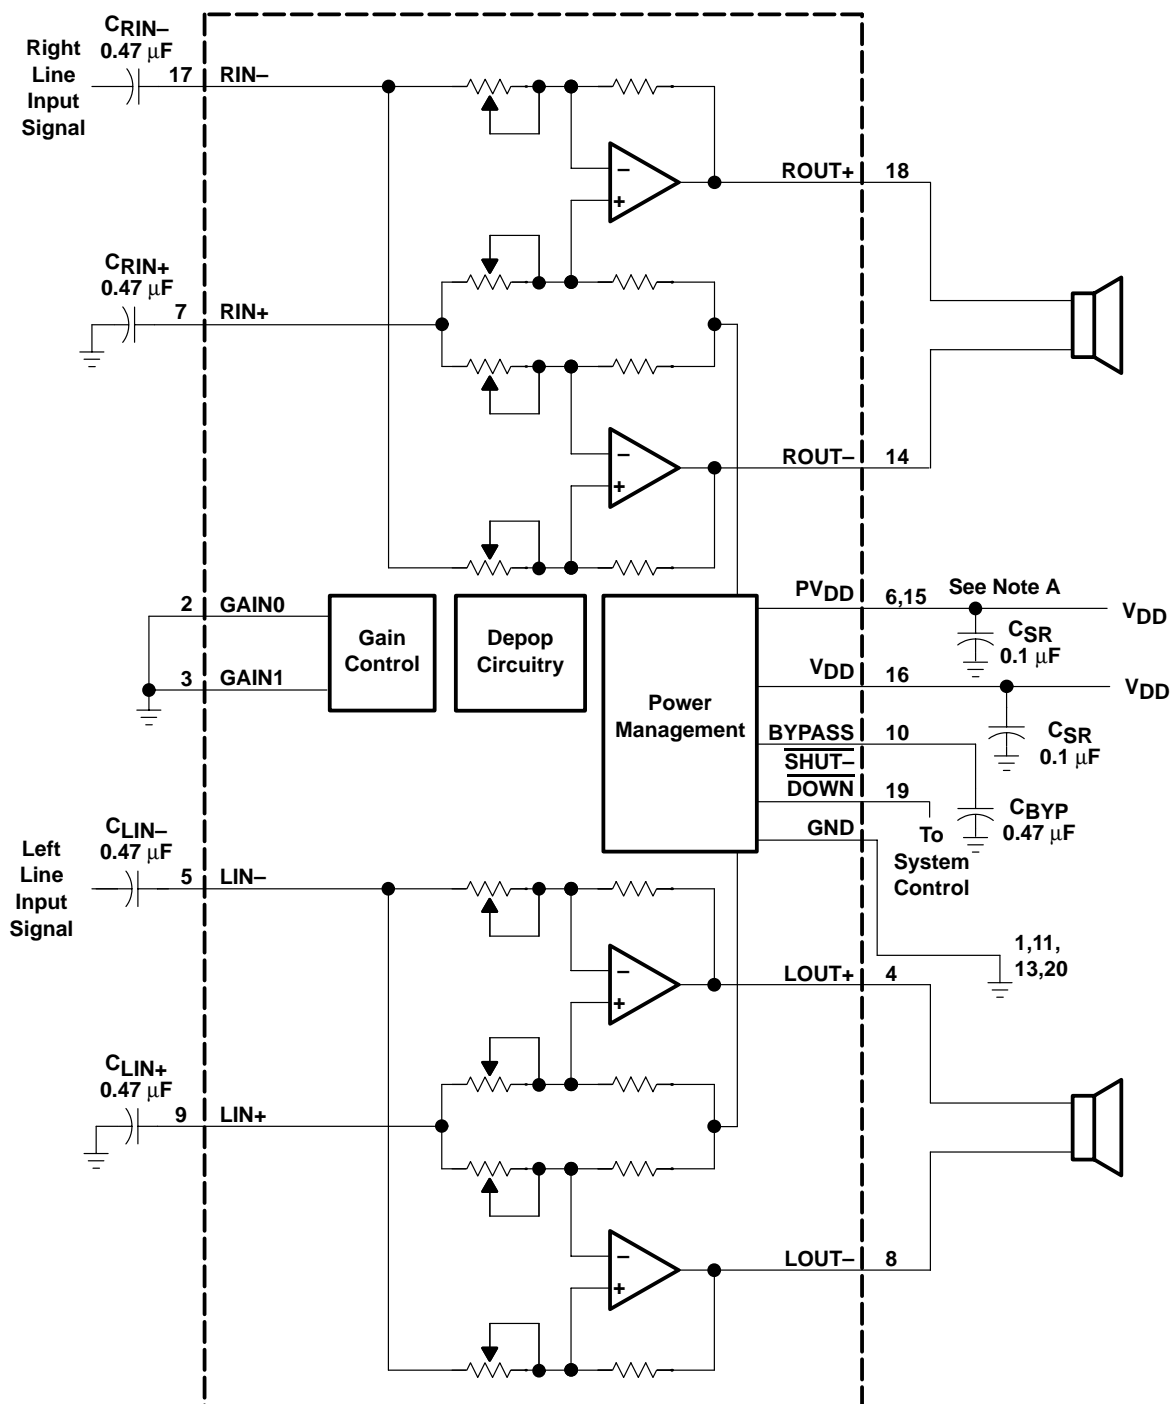 CRIN–
0.47 μF
Right
Line
Input
Signal
17 RIN–
–
+
ROUT+ 18
CRIN+
0.47 μF
7 RIN+
–
+
ROUT– 14
2 GAIN0
3 GAIN1
Gain
Control
Depop
Circuitry
Power
Management
PVDD 6,15 See Note A
VDD
CSR
0.1 μF
VDD 16
VDD
CSR
0.1 μF
BYPASS 10
SHUT–
DOWN 19
CBYP
0.47 μF
To
System
Control
GND
1,11,
13,20
CLIN–
0.47 μF
Left
Line
Input
Signal
5 LIN–
–
+
LOUT+ 4
CLIN+
0.47 μF
9 LIN+
–
+
LOUT– 8